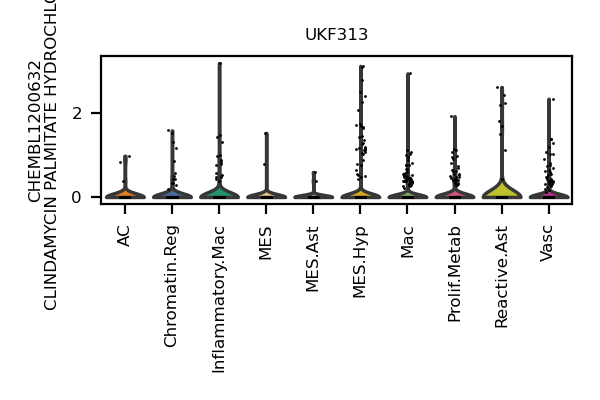 UKF313
CHEMBL1200632
CLINDAMYCIN PALMITATE HYDROCHLO
2
0
AC
Chromatin.Reg
Inflammatory.Mac
MES
MES.Ast
MES.Hyp
Mac
Prolif.Metab
Reactive.Ast
Vasc